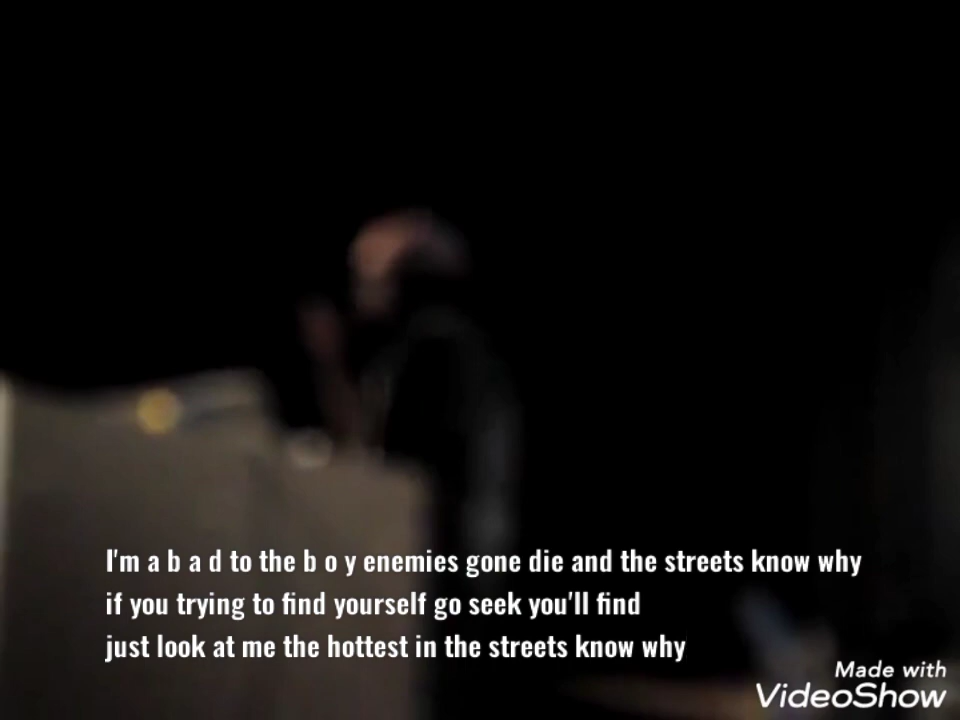 I'm a b a d to the b o y enemies gone die and the streets know why
if you trying to find yourself go seek you'll find
just look at me the hottest in the streets know why
Made with
VideoShow